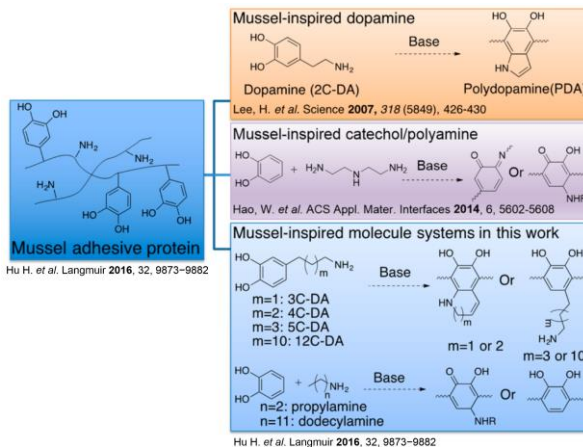 Mussel-inspired dopamine
HO
HO
NH₂
Base
Dopamine (2C-DA)
HO OH
HN
Polydopamine(PDA)
Lee, H. et al. Science 2007, 318 (5849), 426-430
Mussel-inspired catechol/polyamine
HO
HO
+
H₂N
N
H
NH₂
Base
O
N
Or
O OH
NHR
Hao, W. et al. ACS Appl. Mater. Interfaces 2014, 6, 5602-5608
HO
HO
NH₂
NH₂
H₂N
HO
HO
OH
OH
Mussel adhesive protein
Hu H. et al. Langmuir 2016, 32, 9873-9882
Mussel-inspired molecule systems in this work
HO
HO
m
NH₂
Base
m=1: 3C-DA
m=2: 4C-DA
m=3: 5C-DA
m=10: 12C-DA
HO OH
HN
m
m=1 or 2
Or
HO OH
m
H₂N
m=3 or 10
HO
HO
+
n
NH₂
Base
n=2: propylamine
n=11: dodecylamine
O OH
NHR
Or
HO OH
Hu H. et al. Langmuir 2016, 32, 9873−9882